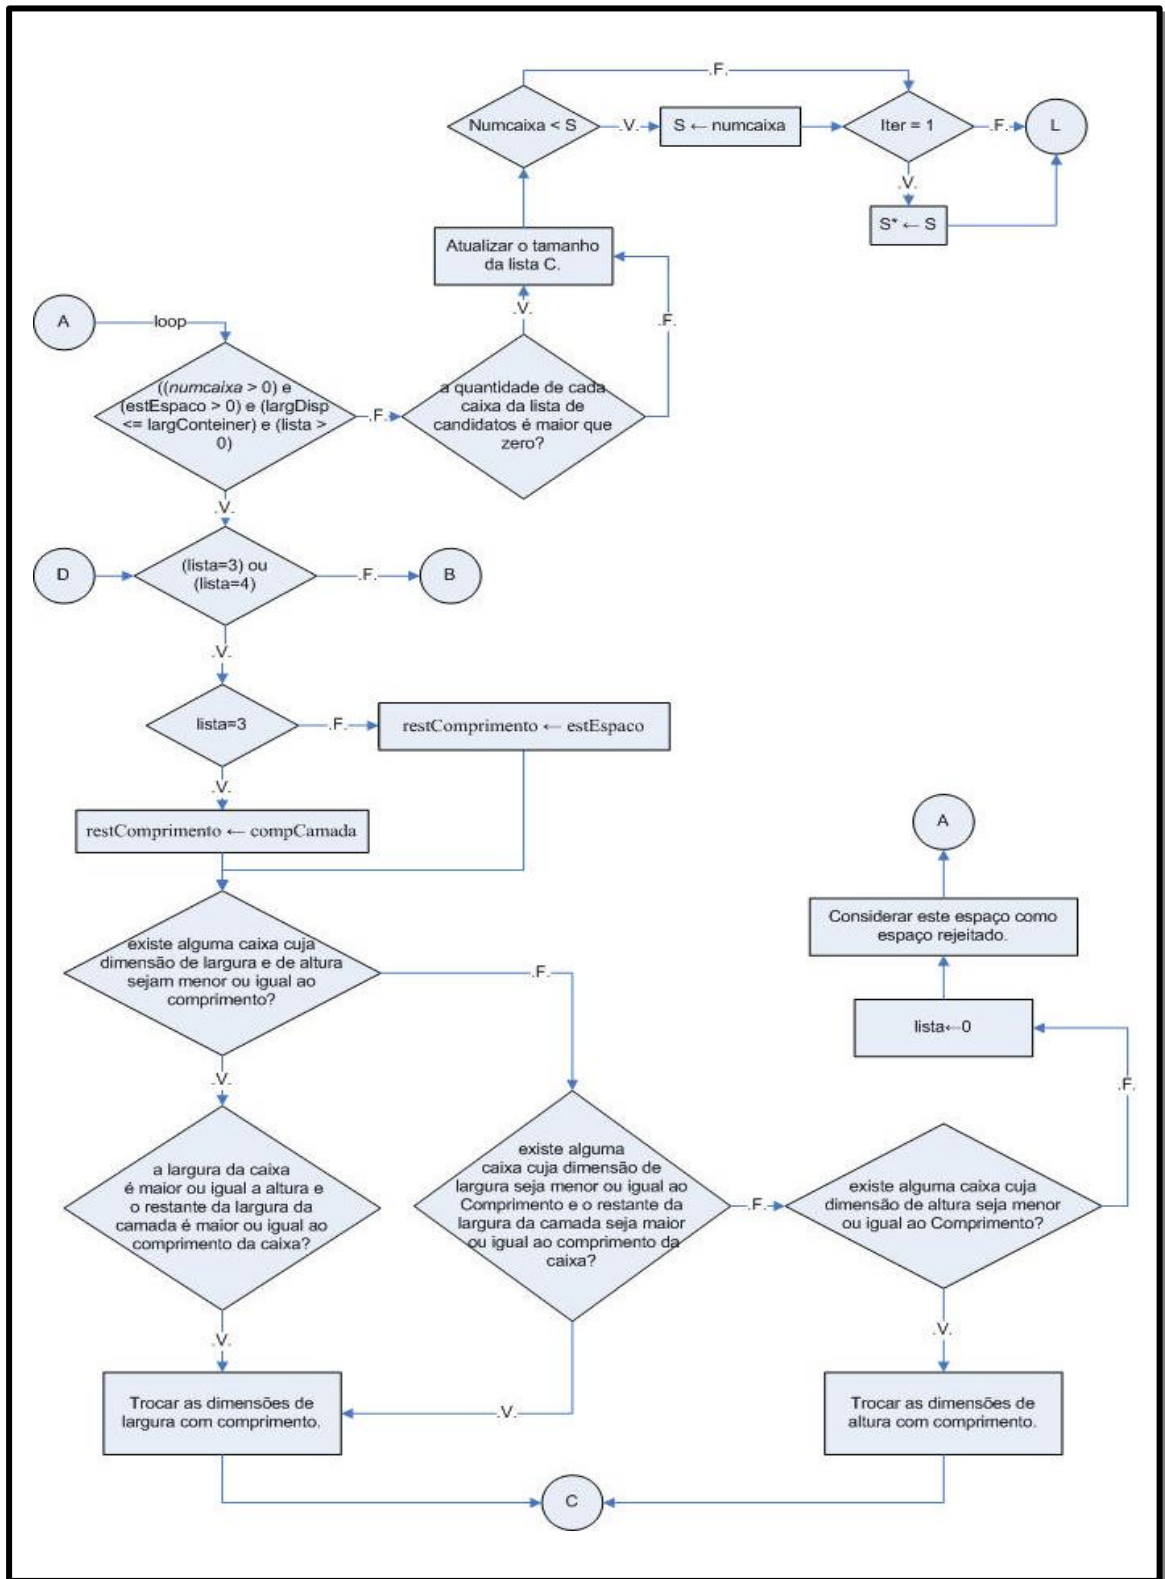 .F.
Numcaixa < S
.V.
S ← numcaixa
Iter = 1
.F.
L
.V.
S* ← S
Atualizar o tamanho
da lista C.
.V.
.F.
A
loop
((numcaixa > 0) e
(estEspaco > 0) e (largDisp
<= largConteiner) e (lista >
0)
.F.
a quantidade de cada
caixa da lista de
candidatos é maior que
zero?
.V.
D
(lista=3) ou
(lista=4)
.F.
B
.V.
lista=3
.F.
restComprimento ← estEspaco
.V.
restComprimento ← compCamada
A
Considerar este espaço como
espaço rejeitado.
existe alguma caixa cuja
dimensão de largura e de altura
sejam menor ou igual ao
comprimento?
.F.
lista←0
.V.
.F.
a largura da caixa
é maior ou igual a altura e
o restante da largura da
camada é maior ou igual ao
comprimento da caixa?
existe alguma
caixa cuja dimensão de
largura seja menor ou igual ao
Comprimento e o restante da
largura da camada seja maior
ou igual ao comprimento da
caixa?
.F.
existe alguma caixa cuja
dimensão de altura seja menor
ou igual ao Comprimento?
.V.
.V.
Trocar as dimensões de
largura com comprimento.
.V.
Trocar as dimensões de
altura com comprimento.
C